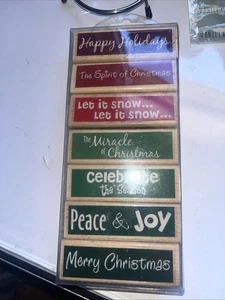 Happy Holidays
The Spirit of Christmas
Let it snow...
Let it snow...
The Miracle
of Christmas
celebrate
the season
Peace & Joy
Merry Christmas